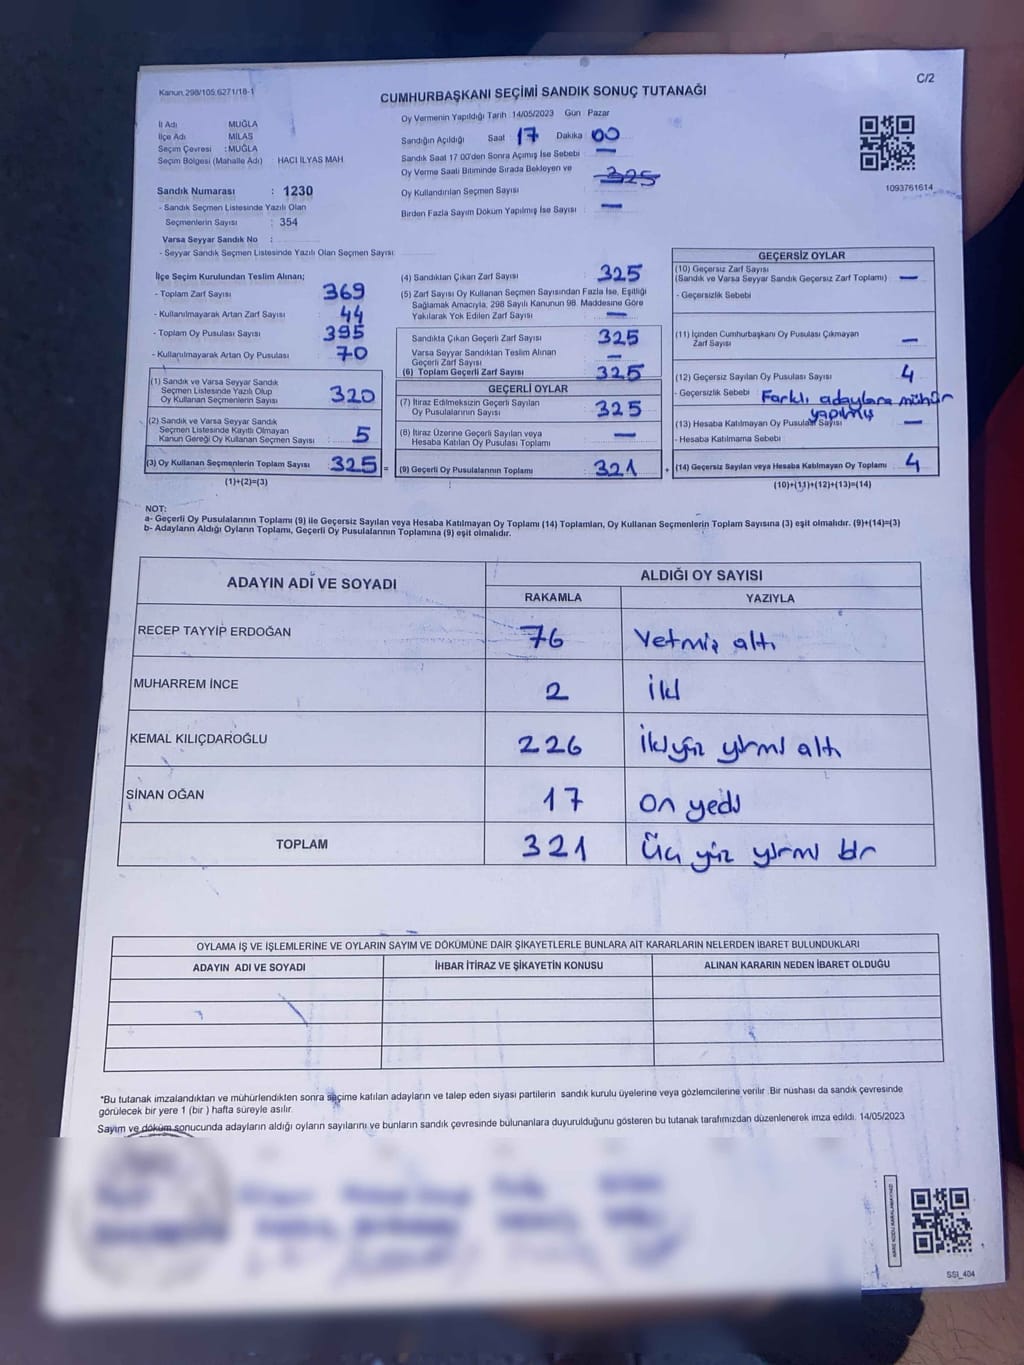 Kanun.298/105.6271/18-1
C/2
CUMHURBAŞKANI SEÇİMİ SANDIK SONUÇ TUTANAĞI
İl Adı MUĞLA
İlçe Adı MİLAS
Seçim Çevresi : MUĞLA
Seçim Bölgesi (Mahalle Adı) HACI İLYAS MAH.
Sandık Numarası : 1230
- Sandık Seçmen Listesinde Yazılı Olan
Seçmenlerin Sayısı : 354
Varsa Seyyar Sandık No :
- Seyyar Sandık Seçmen Listesinde Yazılı Olan Seçmen Sayısı:
Oy Vermenin Yapıldığı Tarih 14/05/2023 Gün Pazar
Sandığın Açıldığı Saat 17 Dakika 00
Sandık Saat 17 00'den Sonra Açımış İse Sebebi —
Oy Verme Saati Bitiminde Sırada Bekleyen ve 325
Oy Kullandırılan Seçmen Sayısı
Birden Fazla Sayım Döküm Yapılmış İse Sayısı —
1093761614
İlçe Seçim Kurulundan Teslim Alınan;
- Toplam Zarf Sayısı 369
- Kullanılmayarak Artan Zarf Sayısı 44
- Toplam Oy Pusulası Sayısı 395
- Kullanılmayarak Artan Oy Pusulası 70
(1) Sandık ve Varsa Seyyar Sandık
Seçmen Listesinde Yazılı Olup
Oy Kullanan Seçmenlerin Sayısı 320
(2) Sandık ve Varsa Seyyar Sandık
Seçmen Listesinde Kayıtlı Olmayan
Kanun Gereği Oy Kullanan Seçmen Sayısı 5
(3) Oy Kullanan Seçmenlerin Toplam Sayısı 325 =
(1)+(2)=(3)
(4) Sandıktan Çıkan Zarf Sayısı 325
(5) Zarf Sayısı Oy Kullanan Seçmen Sayısından Fazla İse, Eşitliği
Sağlamak Amacıyla, 298 Sayılı Kanunun 98. Maddesine Göre
Yakılarak Yok Edilen Zarf Sayısı —
Sandıkta Çıkan Geçerli Zarf Sayısı 325
Varsa Seyyar Sandıktan Teslim Alınan
Geçerli Zarf Sayısı —
(6) Toplam Geçerli Zarf Sayısı 325
GEÇERLİ OYLAR
(7) İtiraz Edilmeksizin Geçerli Sayılan
Oy Pusulalarının Sayısı 325
(8) İtiraz Üzerine Geçerli Sayılan veya
Hesaba Katılan Oy Pusulası Toplamı —
(9) Geçerli Oy Pusulalarının Toplamı 321 +
GEÇERSİZ OYLAR
(10) Geçersiz Zarf Sayısı
(Sandık ve Varsa Seyyar Sandık Geçersiz Zarf Toplamı) —
- Geçersizlik Sebebi
(11) İçinden Cumhurbaşkanı Oy Pusulası Çıkmayan
Zarf Sayısı —
(12) Geçersiz Sayılan Oy Pusulası Sayısı 4
- Geçersizlik Sebebi Farklı adaylara mühür
yapılmış
(13) Hesaba Katılmayan Oy Pusulası Sayısı —
- Hesaba Katılmama Sebebi
(14) Geçersiz Sayılan veya Hesaba Katılmayan Oy Toplamı 4
(10)+(11)+(12)+(13)=(14)
NOT:
a- Geçerli Oy Pusulalarının Toplamı (9) ile Geçersiz Sayılan veya Hesaba Katılmayan Oy Toplamı (14) Toplamları, Oy Kullanan Seçmenlerin Toplam Sayısına (3) eşit olmalıdır. (9)+(14)=(3)
b- Adayların Aldığı Oyların Toplamı, Geçerli Oy Pusulalarının Toplamına (9) eşit olmalıdır.
ADAYIN ADI VE SOYADI ALDIĞI OY SAYISI
RAKAMLA YAZIYLA
RECEP TAYYİP ERDOĞAN 76 Yetmiş altı
MUHARREM İNCE 2 İki
KEMAL KILIÇDAROĞLU 226 İkiyüz yirmi altı
SİNAN OĞAN 17 On yedi
TOPLAM 321 Üç yüz yirmi bir
OYLAMA İŞ VE İŞLEMLERİNE VE OYLARIN SAYIM VE DÖKÜMÜNE DAİR ŞİKAYETLERLE BUNLARA AİT KARARLARIN NELERDEN İBARET BULUNDUKLARI
ADAYIN ADI VE SOYADI İHBAR İTİRAZ VE ŞİKAYETİN KONUSU ALINAN KARARIN NEDEN İBARET OLDUĞU
*Bu tutanak imzalandıktan ve mühürlendikten sonra seçime katılan adayların ve talep eden siyasi partilerin sandık kurulu üyelerine veya gözlemcilerine verilir. Bir nüshası da sandık çevresinde
görülecek bir yere 1 (bir ) hafta süreyle asılır.
Sayım ve döküm sonucunda adayların aldığı oyların sayılarını ve bunların sandık çevresinde bulunanlara duyurulduğunu gösteren bu tutanak tarafımızdan düzenlenerek imza edildi. 14/05/2023
KARE KODU KARALAMAYINIZ!
SSI_404